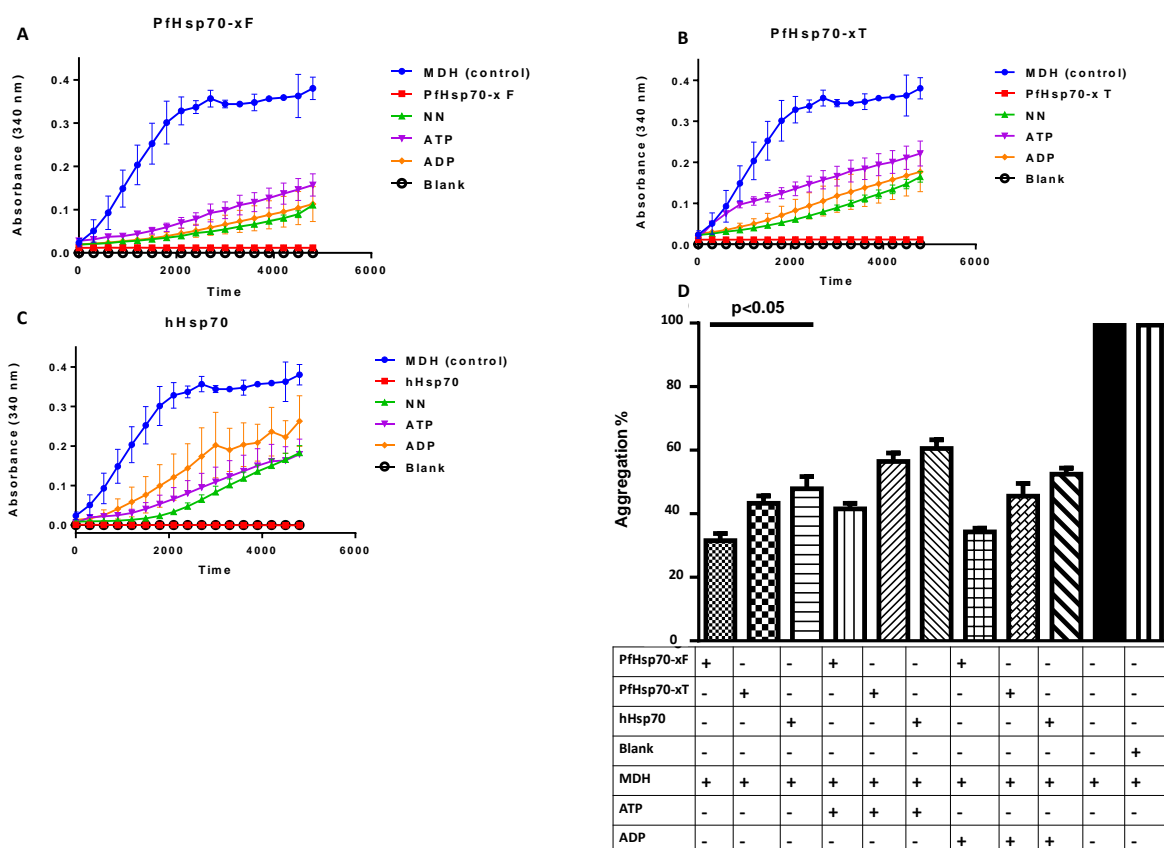 A
PfHsp70-xF
Absorbance (340 nm)
0.4
0.3
0.2
0.1
0.0
0
2000
4000
6000
Time
MDH (control)
PfHsp70-x F
NN
ATP
ADP
Blank
B
PfHsp70-xT
Absorbance (340 nm)
0.4
0.3
0.2
0.1
0.0
0
2000
4000
6000
Time
MDH (control)
PfHsp70-x T
NN
ATP
ADP
Blank
C
hHsp70
Absorbance (340 nm)
0.4
0.3
0.2
0.1
0.0
0
2000
4000
6000
Time
MDH (control)
hHsp70
NN
ATP
ADP
Blank
D
p<0.05
Aggregation %
100
80
60
40
20
0
PfHsp70-xF + - - + - - + - - - -
PfHsp70-xT - + - - + - - + - - -
hHsp70 - - + - - + - - + - -
Blank - - - - - - - - - - +
MDH + + + + + + + + + + +
ATP - - - + + + - - - - -
ADP - - - - - - + + + - -